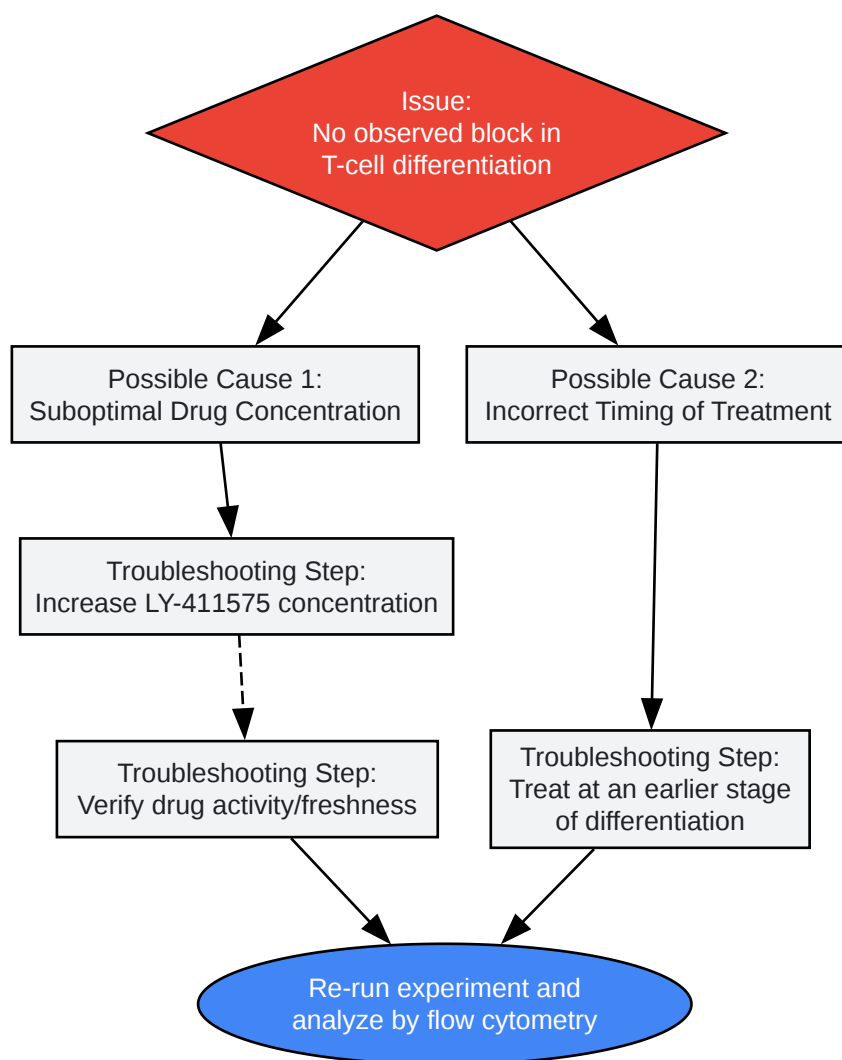 Issue:
No observed block in
T-cell differentiation
Possible Cause 1:
Suboptimal Drug Concentration
Possible Cause 2:
Incorrect Timing of Treatment
Troubleshooting Step:
Increase LY-411575 concentration
Troubleshooting Step:
Verify drug activity/freshness
Troubleshooting Step:
Treat at an earlier stage
of differentiation
Re-run experiment and
analyze by flow cytometry